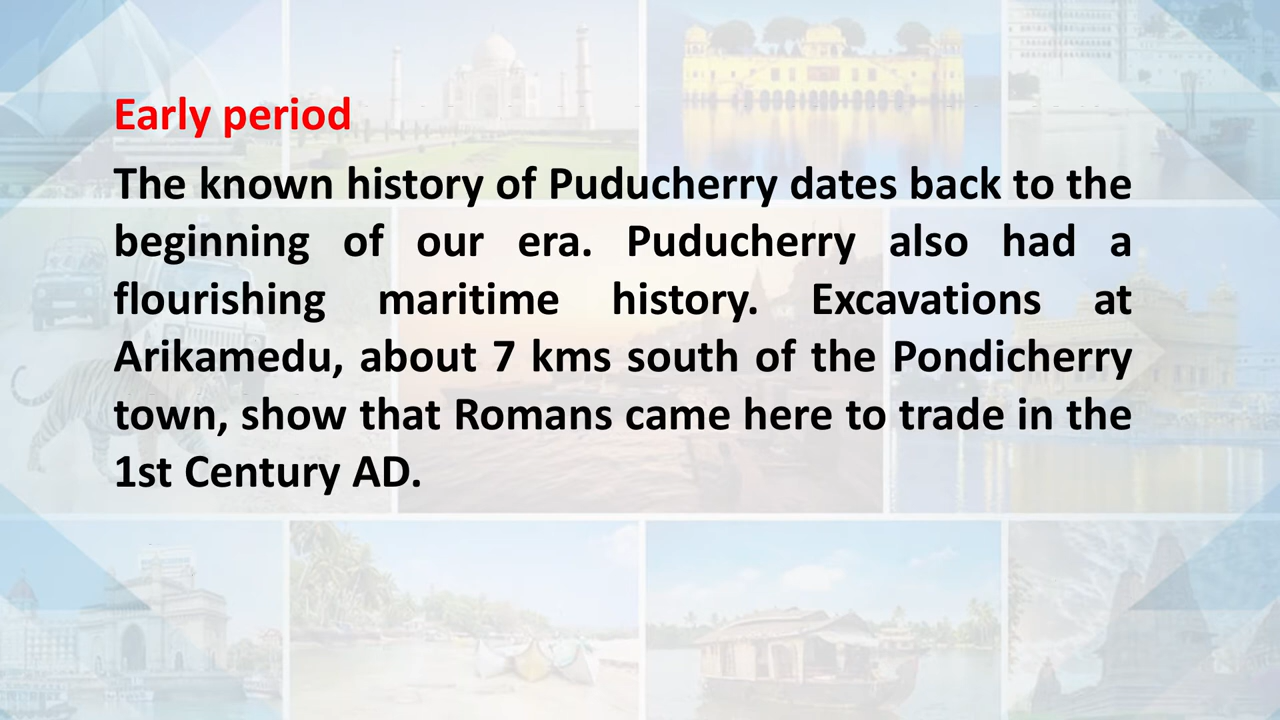 Early period
The known history of Puducherry dates back to the
beginning of our era. Puducherry also had a
flourishing maritime history. Excavations at
Arikamedu, about 7 kms south of the Pondicherry
town, show that Romans came here to trade in the
1st Century AD.